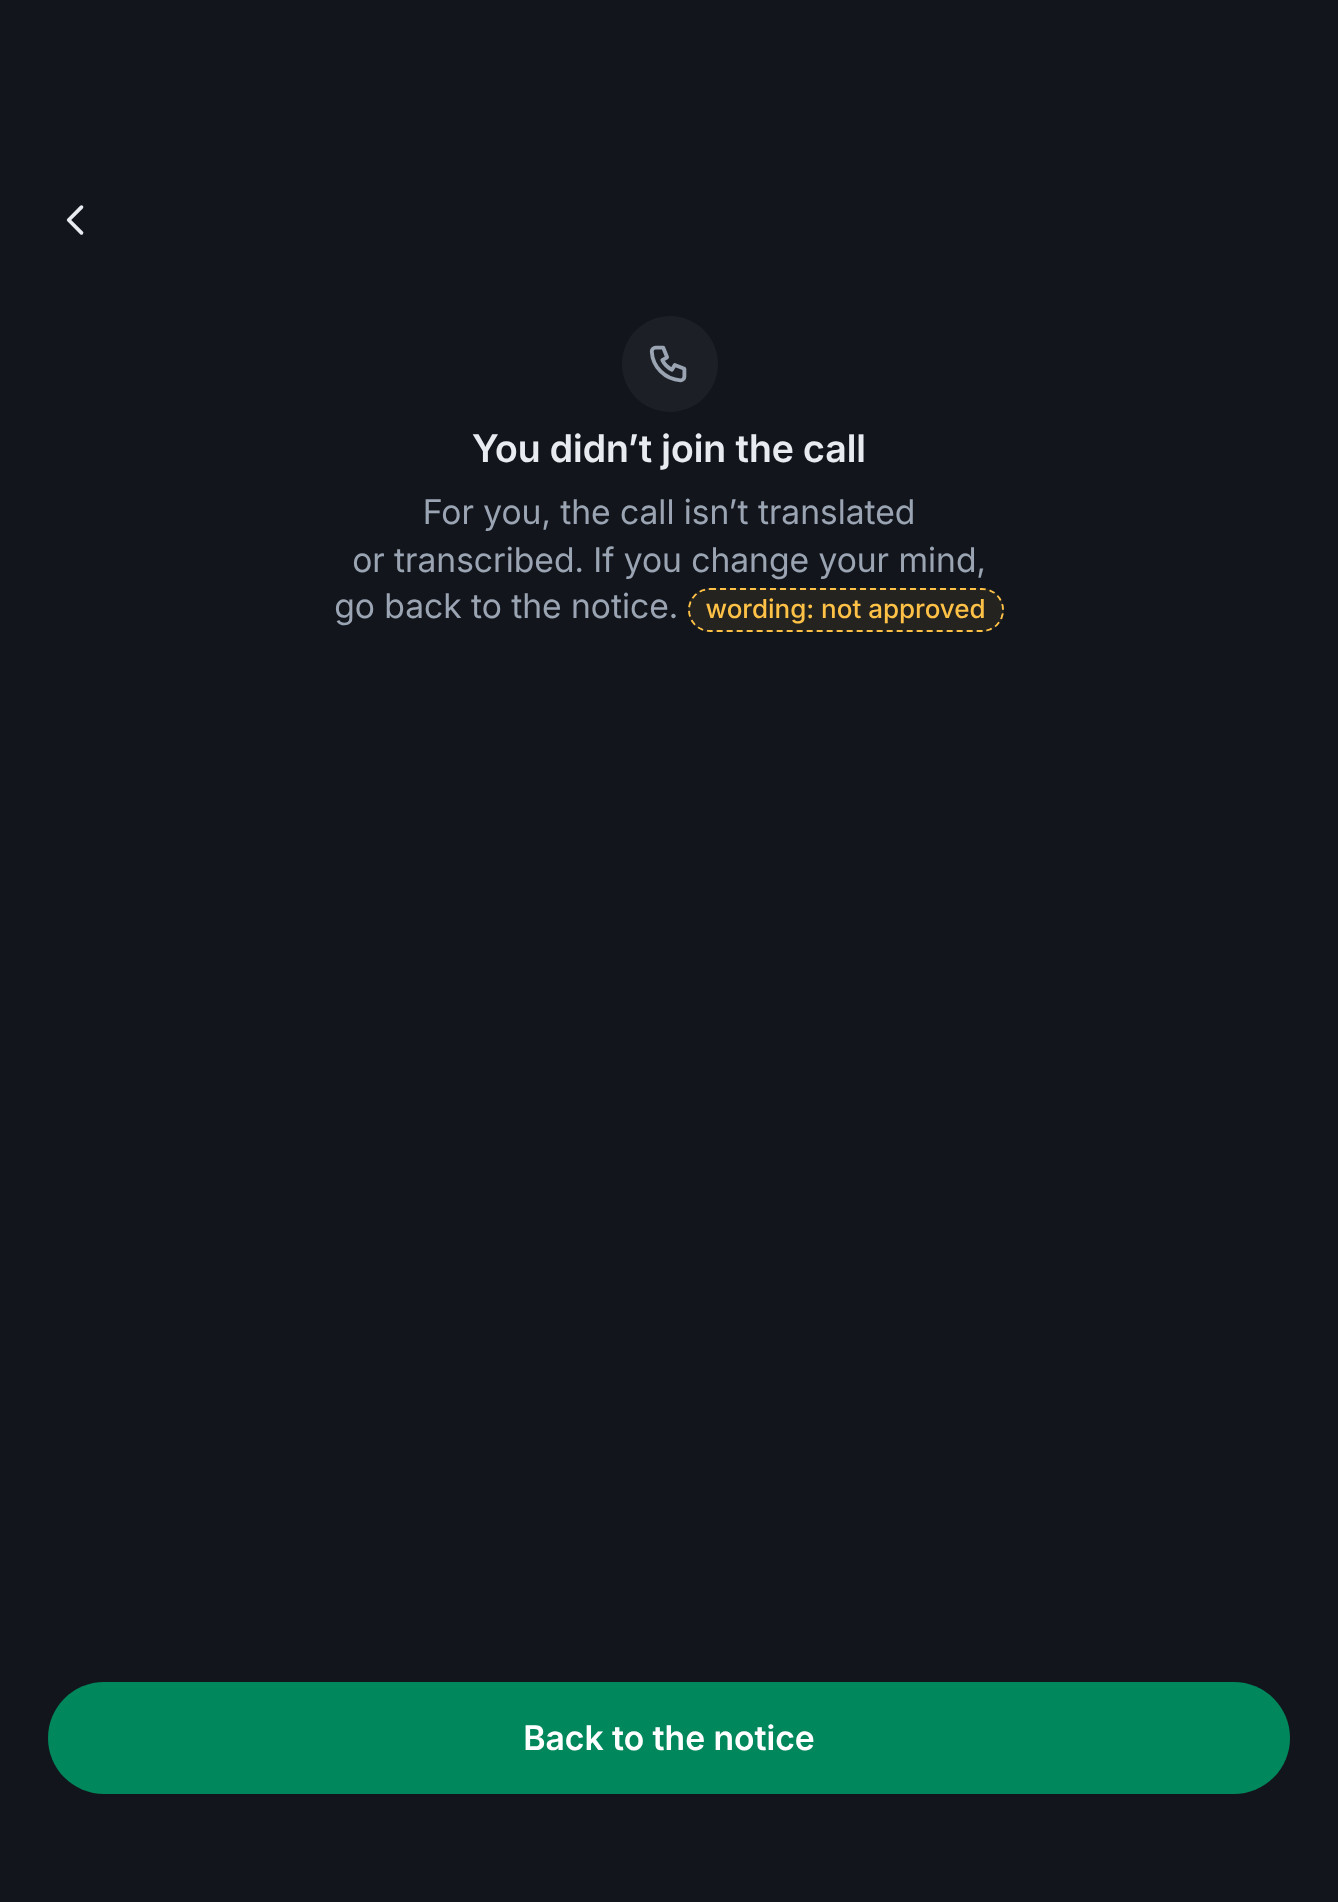 You didn’t join the call
For you, the call isn’t translated
or transcribed. If you change your mind,
go back to the notice. wording: not approved
Back to the notice